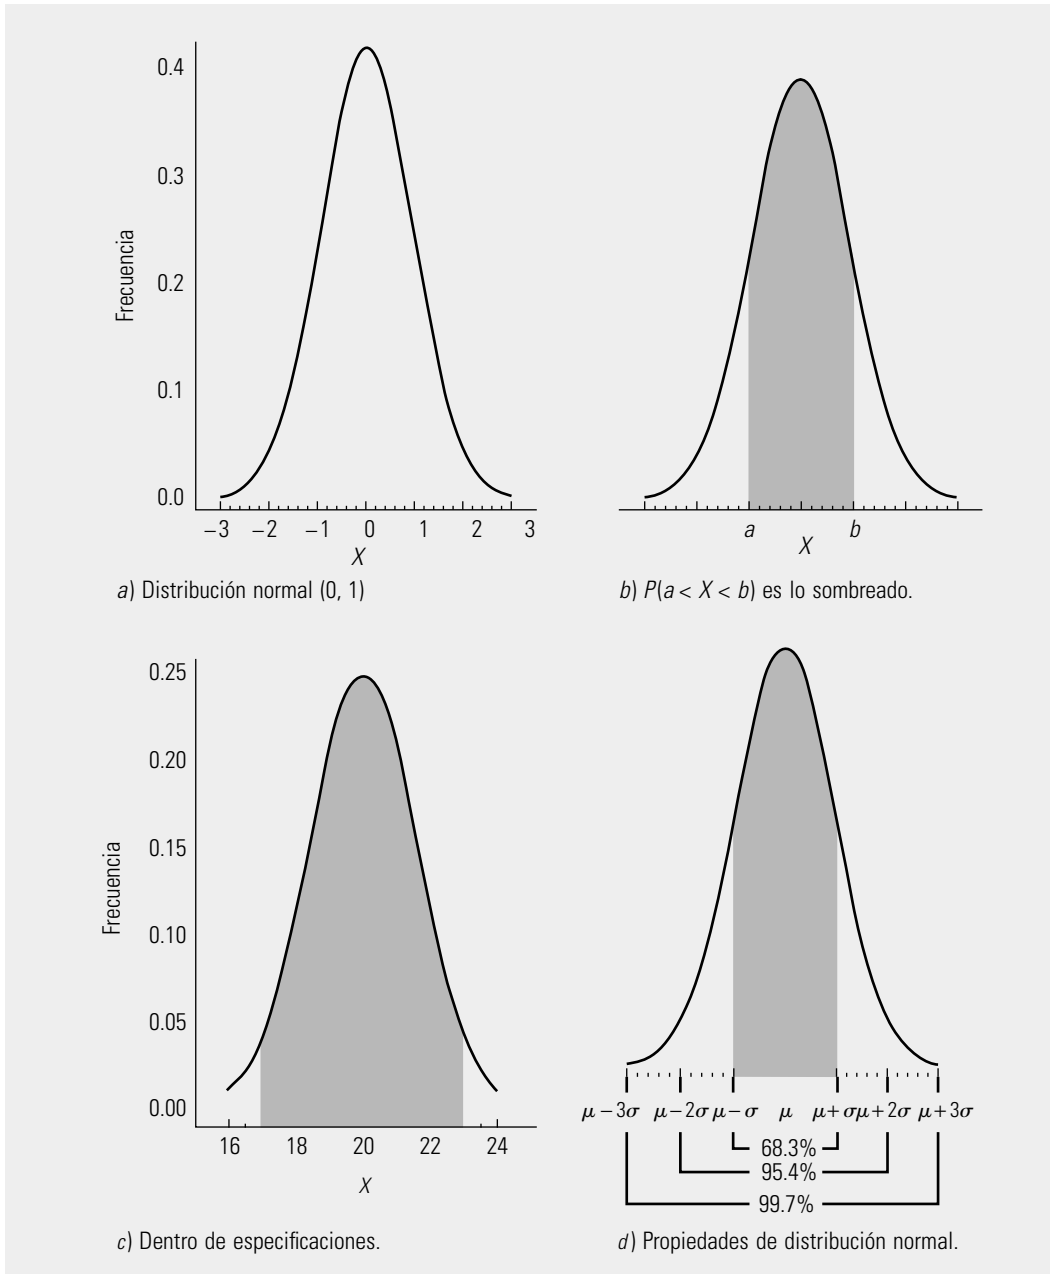 0.4
0.3
0.2
0.1
0.0
Frecuencia
–3 –2 –1 0 1 2 3
X
a) Distribución normal (0, 1)
a b
X
b) P(a < X < b) es lo sombreado.
0.25
0.20
0.15
0.10
0.05
0.00
Frecuencia
16 18 20 22 24
X
c) Dentro de especificaciones.
μ – 3σ μ – 2σ μ – σ μ μ + σ μ + 2σ μ + 3σ
68.3%
95.4%
99.7%
d) Propiedades de distribución normal.